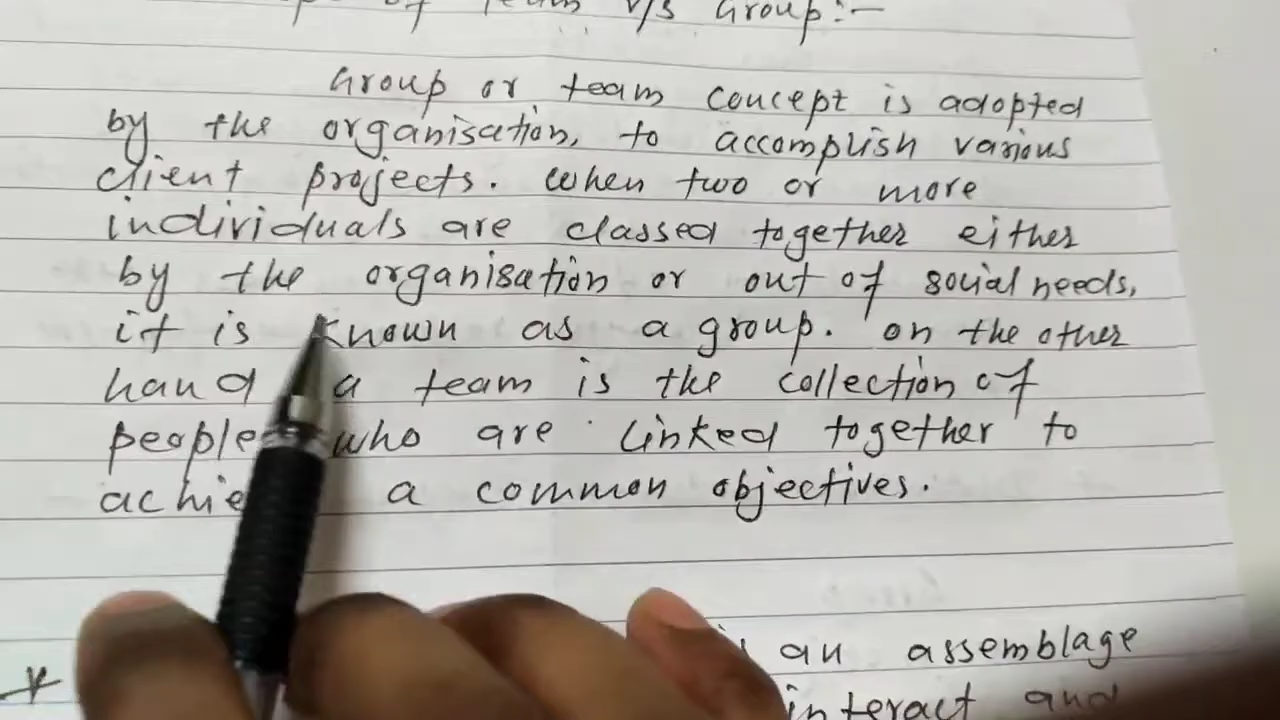 of Team v/s Group:-
Group or team concept is adopted
by the organisation, to accomplish various
client projects. When two or more
individuals are classed together either
by the organisation or out of social needs,
it is known as a group. on the other
hand a team is the collection of
people who are linked together to
a common objectives.
an assemblage
interact and